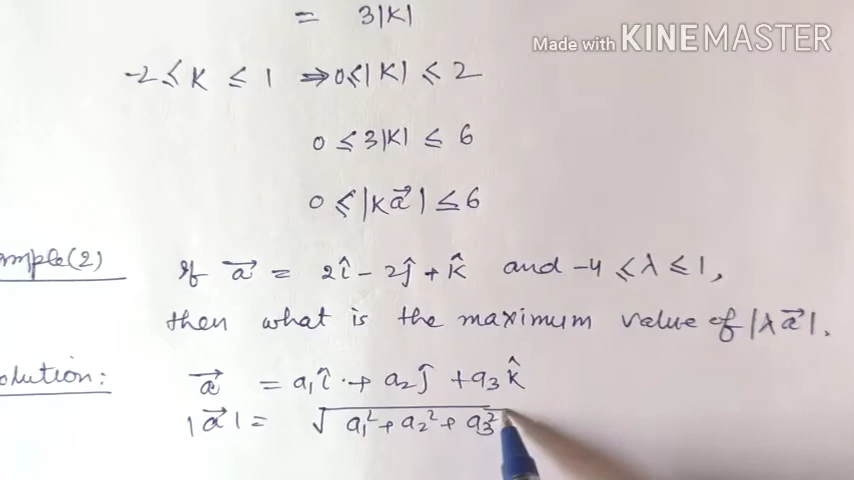 = 3|K|
Made with KINEMASTER
-2 ≤ K ≤ 1 ⇒ 0≤|K| ≤ 2
0 ≤ 3|K| ≤ 6
0 ≤ |K a⃗| ≤ 6
mple(2) If a⃗ = 2î - 2ĵ + k̂ and -4 ≤ λ ≤ 1,
then what is the maximum value of |λa⃗|.
olution: a⃗ = a₁î + a₂ĵ + a₃k̂
|a⃗| = √a₁² + a₂² + a₃²